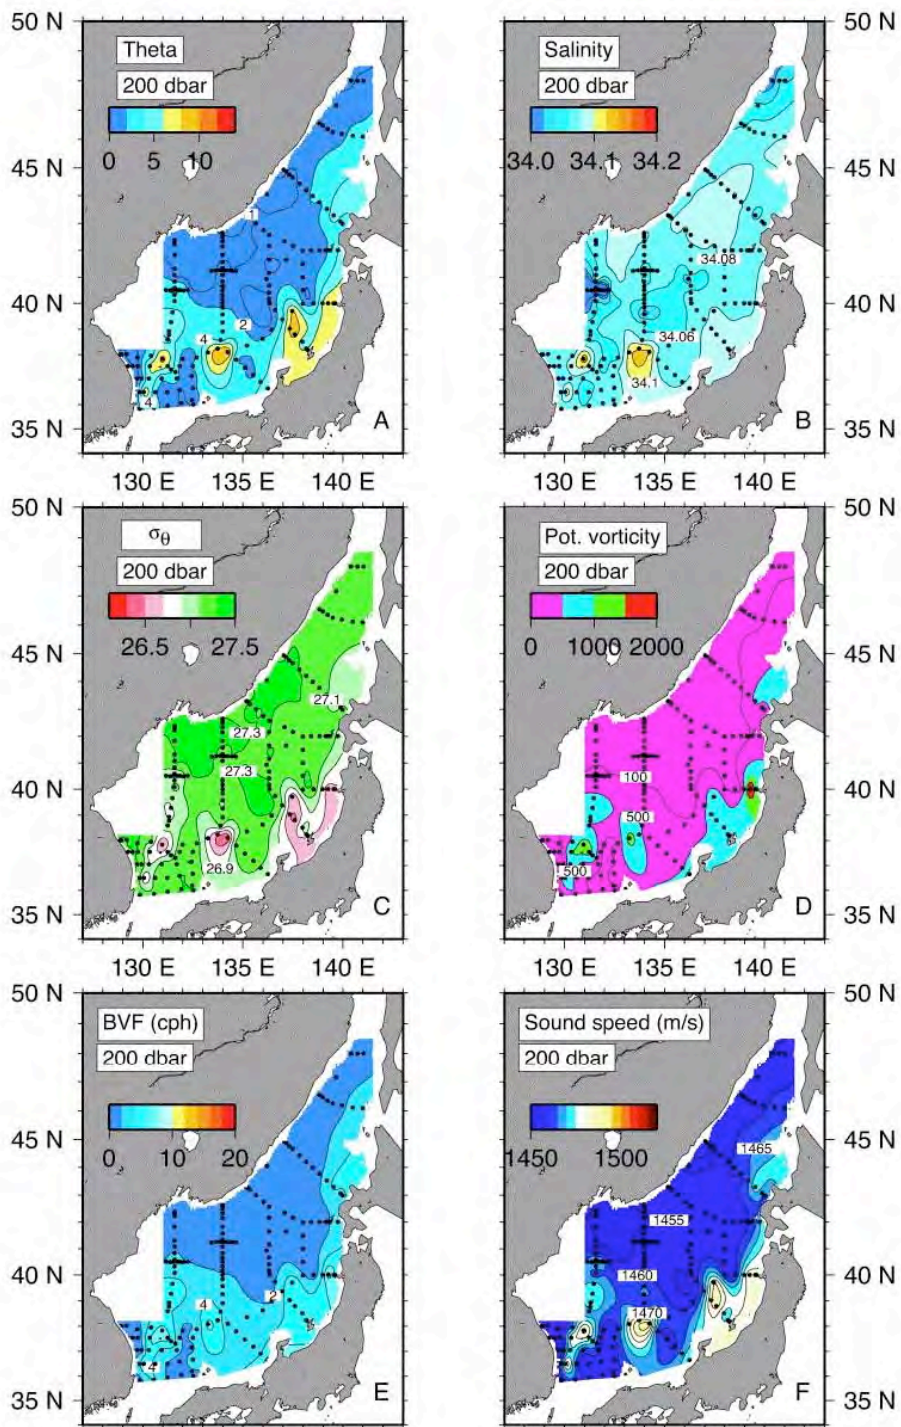 50 N
50 N
Theta
Salinity
200 dbar
200 dbar
0 5 10
34.0 34.1 34.2
45 N
45 N
1
34.08
40 N
40 N
2
4
34.06
34.1
4
A
B
35 N
35 N
130 E 135 E 140 E
130 E 135 E 140 E
50 N
50 N
σθ
Pot. vorticity
200 dbar
200 dbar
26.5 27.5
0 1000 2000
45 N
45 N
27.1
27.3
27.3
100
40 N
40 N
500
26.9
500
C
D
35 N
35 N
130 E 135 E 140 E
130 E 135 E 140 E
50 N
50 N
BVF (cph)
Sound speed (m/s)
200 dbar
200 dbar
0 10 20
1450 1500
45 N
45 N
1465
1455
40 N
40 N
1460
2
4
1470
4
E
F
35 N
35 N